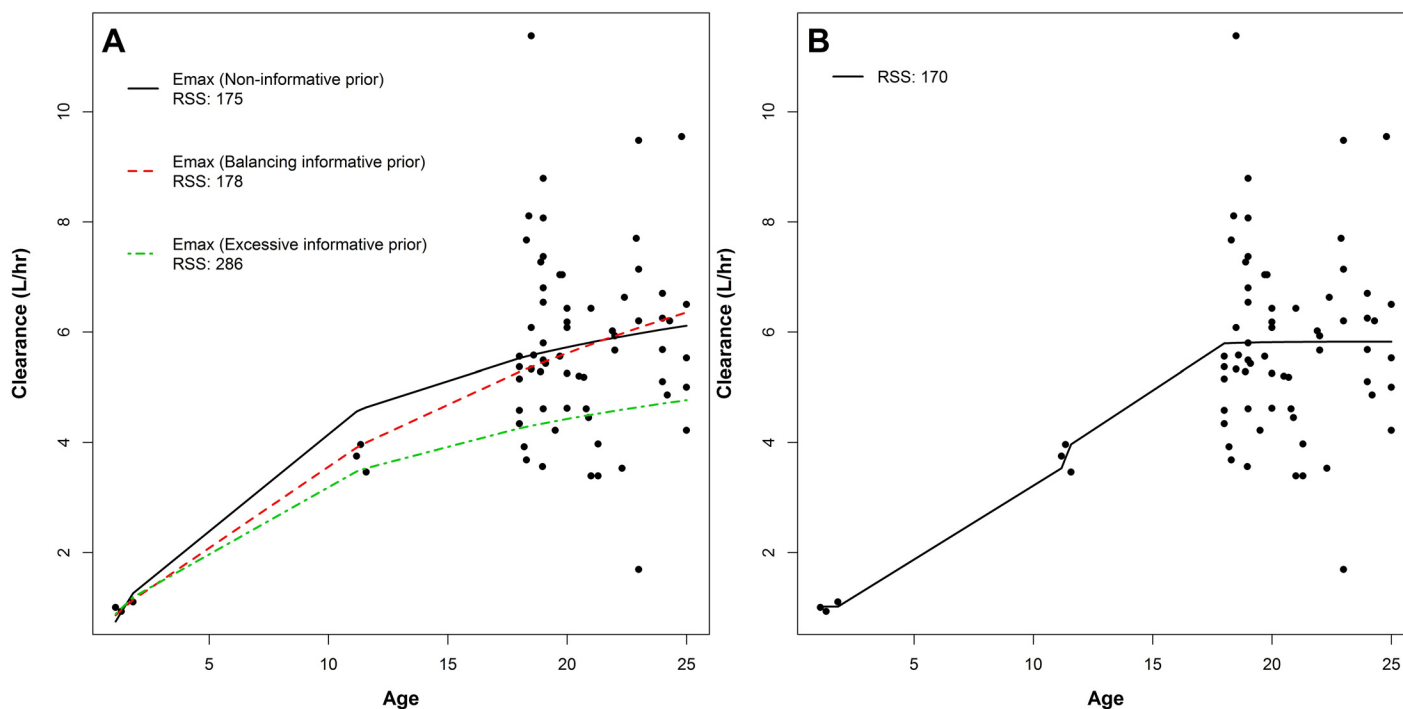 A
Emax (Non-informative prior)
RSS: 175
Emax (Balancing informative prior)
RSS: 178
Emax (Excessive informative prior)
RSS: 286
Clearance (L/hr)
10
8
6
4
2
5
10
15
20
25
Age
B
RSS: 170
Clearance (L/hr)
10
8
6
4
2
5
10
15
20
25
Age